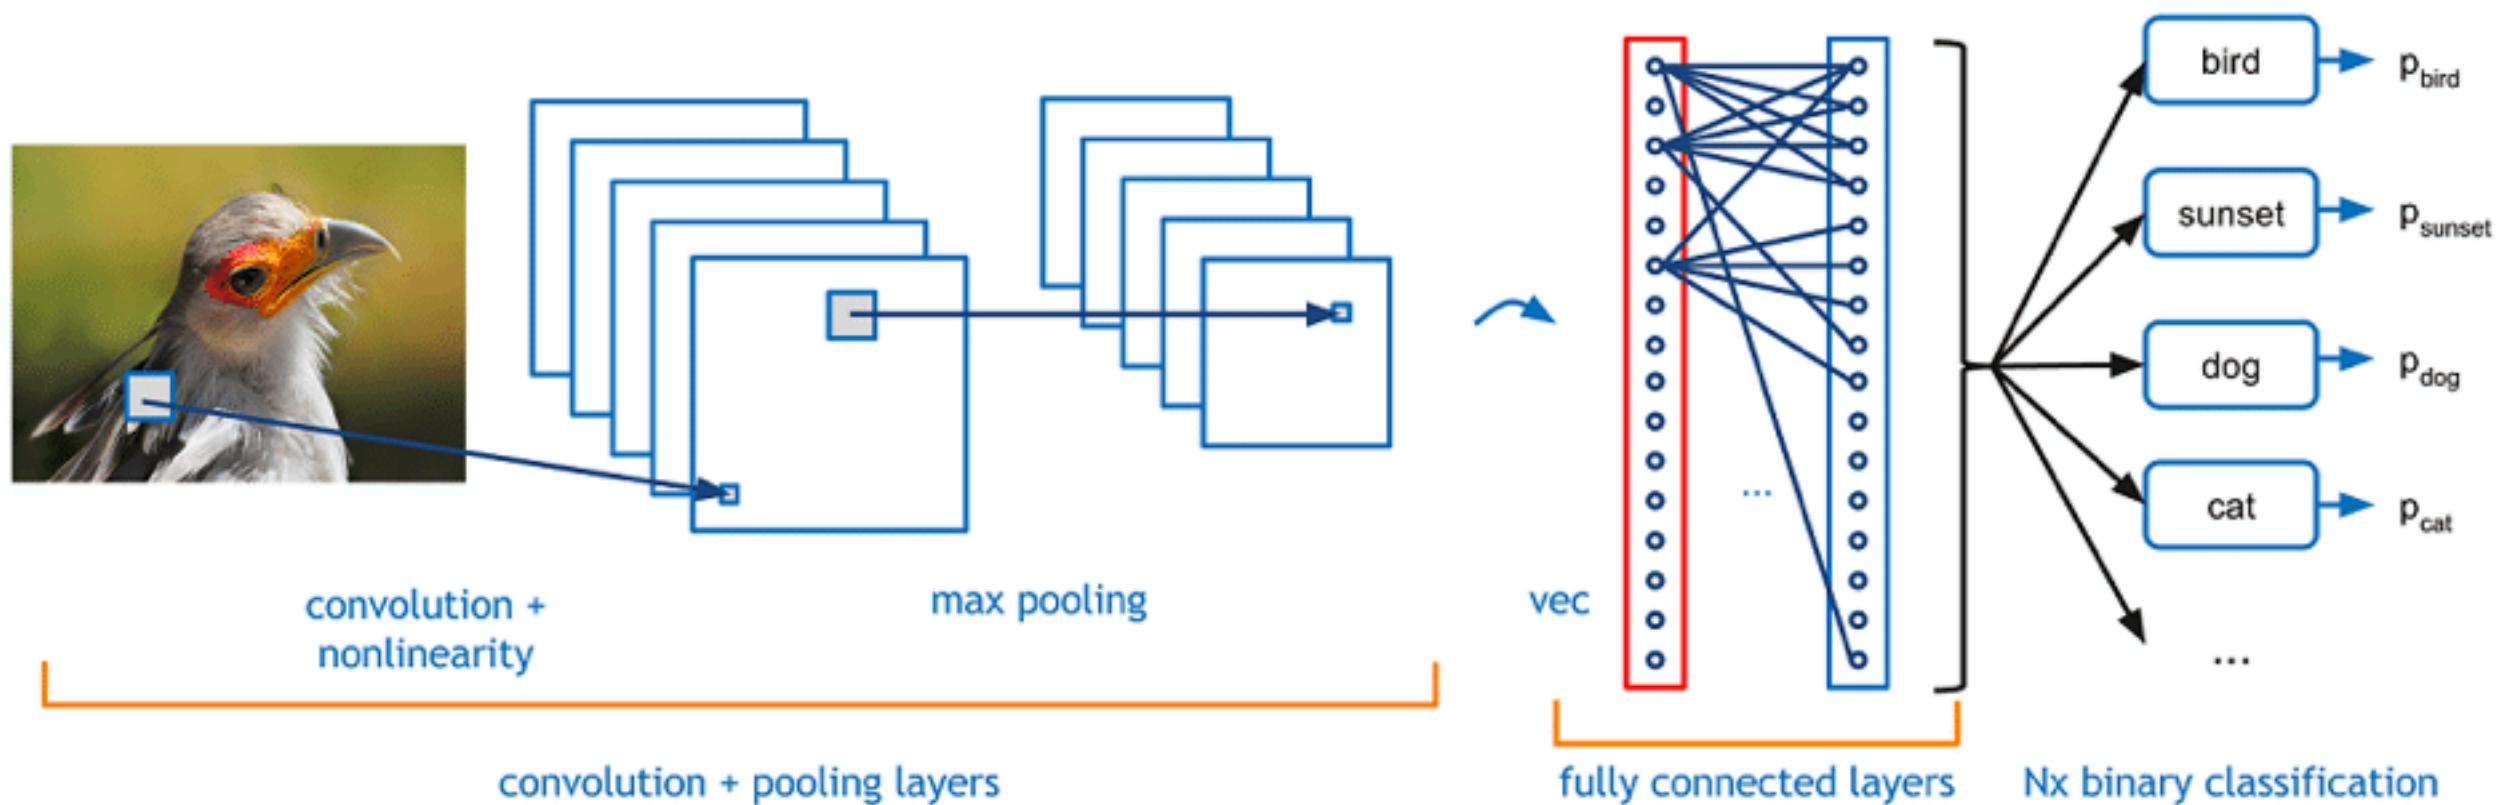 bird
p_bird
sunset
p_sunset
dog
p_dog
cat
p_cat
...
...
convolution +
nonlinearity
max pooling
vec
convolution + pooling layers
fully connected layers
Nx binary classification